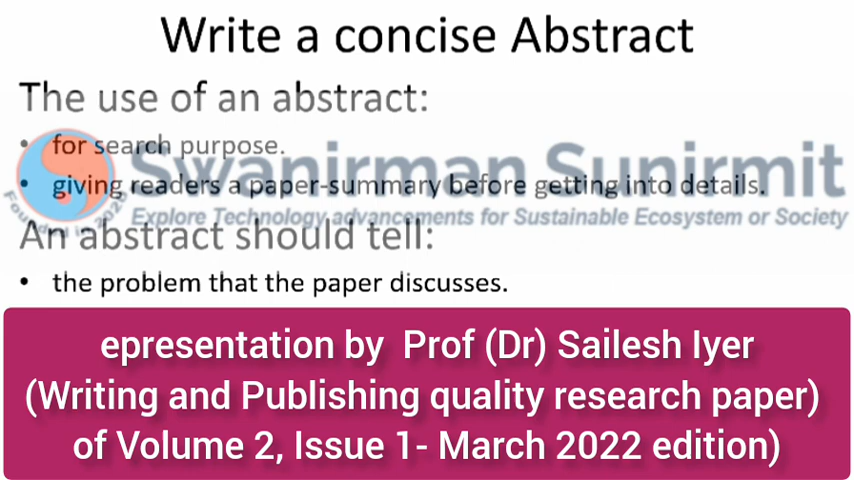 Write a concise Abstract
The use of an abstract:
• for search purpose.
Swanirman Sunirmit
• giving readers a paper-summary before getting into details.
Explore Technology advancements for Sustainable Ecosystem or Society
An abstract should tell:
• the problem that the paper discusses.
epresentation by Prof (Dr) Sailesh Iyer
(Writing and Publishing quality research paper)
of Volume 2, Issue 1- March 2022 edition)